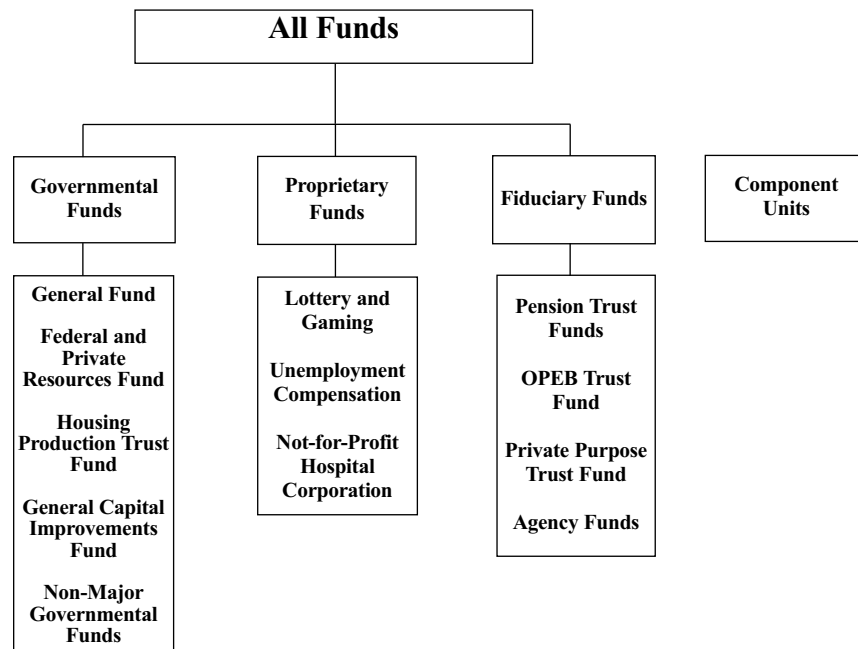 All Funds
Governmental
Funds
Proprietary
Funds
Fiduciary Funds
Component
Units
General Fund
Federal and
Private
Resources Fund
Housing
Production Trust
Fund
General Capital
Improvements
Fund
Non-Major
Governmental
Funds
Lottery and
Gaming
Unemployment
Compensation
Not-for-Profit
Hospital
Corporation
Pension Trust
Funds
OPEB Trust
Fund
Private Purpose
Trust Fund
Agency Funds